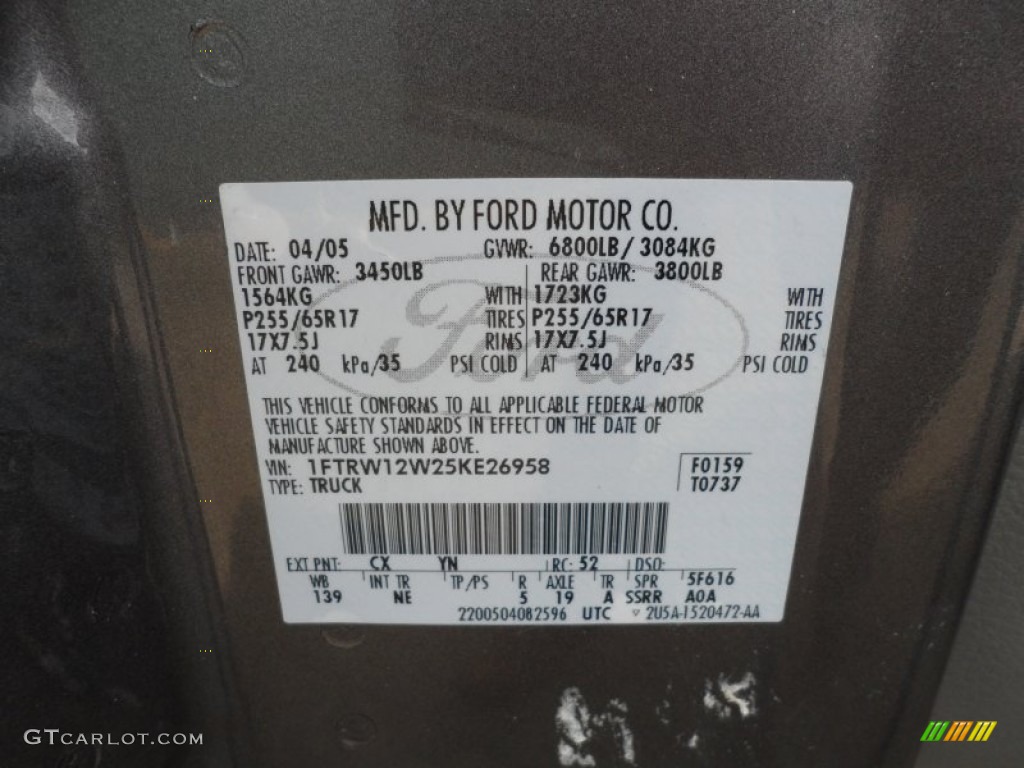 MFD. BY FORD MOTOR CO.
DATE: 04/05 GVWR: 6800LB/ 3084KG
FRONT GAWR: 3450LB REAR GAWR: 3800LB
1564KG WITH 1723KG WITH
P255/65R17 TIRES P255/65R17 TIRES
17X7.5J RIMS 17X7.5J RIMS
AT 240 kPa/35 PSI COLD AT 240 kPa/35 PSI COLD
Ford
THIS VEHICLE CONFORMS TO ALL APPLICABLE FEDERAL MOTOR
VEHICLE SAFETY STANDARDS IN EFFECT ON THE DATE OF
MANUFACTURE SHOWN ABOVE.
VIN: 1FTRW12W25KE26958 F0159
TYPE: TRUCK T0737
EXT PNT: CX YN RC: 52 DSO:
WB INT TR TP/PS R AXLE TR SPR 5F616
139 NE 5 19 A SSRR A0A
2200504082596 UTC ▽ 2U5A-1520472-AA
GTCARLOT.COM